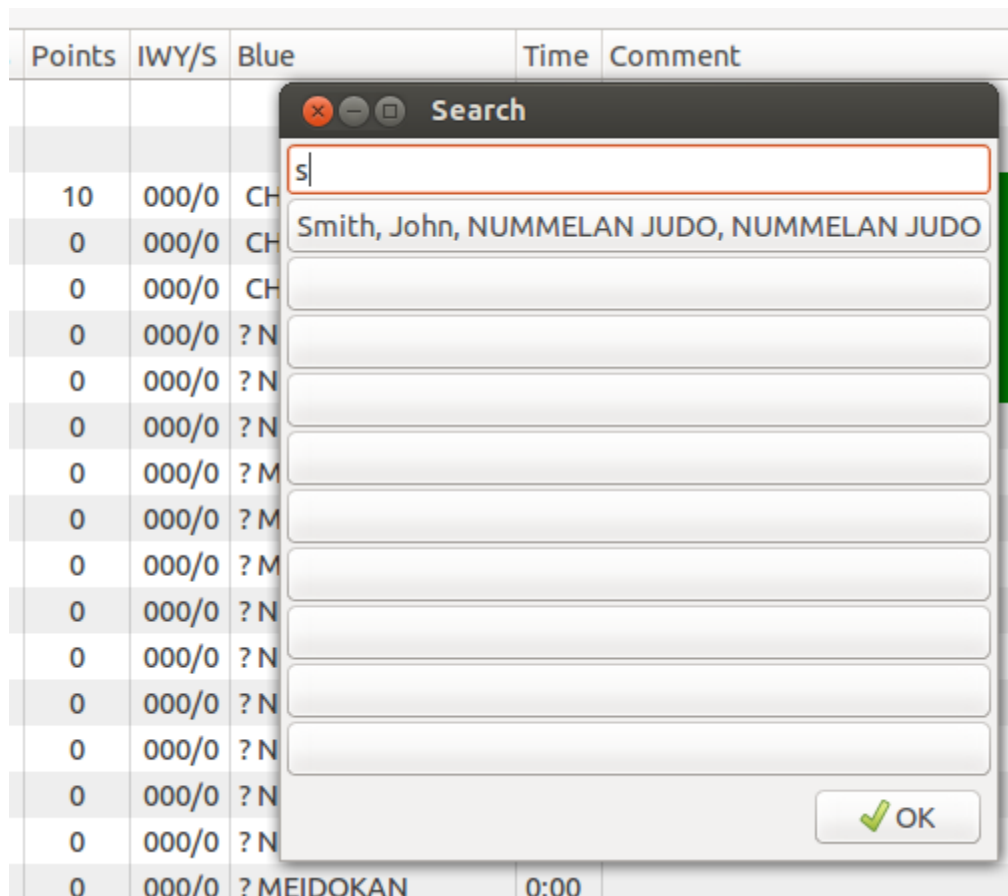 Points IWY/S Blue Time Comment
10 000/0 CH
0 000/0 CH
0 000/0 CH
0 000/0 ? N
0 000/0 ? N
0 000/0 ? N
0 000/0 ? M
0 000/0 ? M
0 000/0 ? M
0 000/0 ? N
0 000/0 ? N
0 000/0 ? N
0 000/0 ? N
0 000/0 ? N
0 000/0 ? N
0 000/0 ? MEIDOKAN 0:00
Search
s
Smith, John, NUMMELAN JUDO, NUMMELAN JUDO
OK